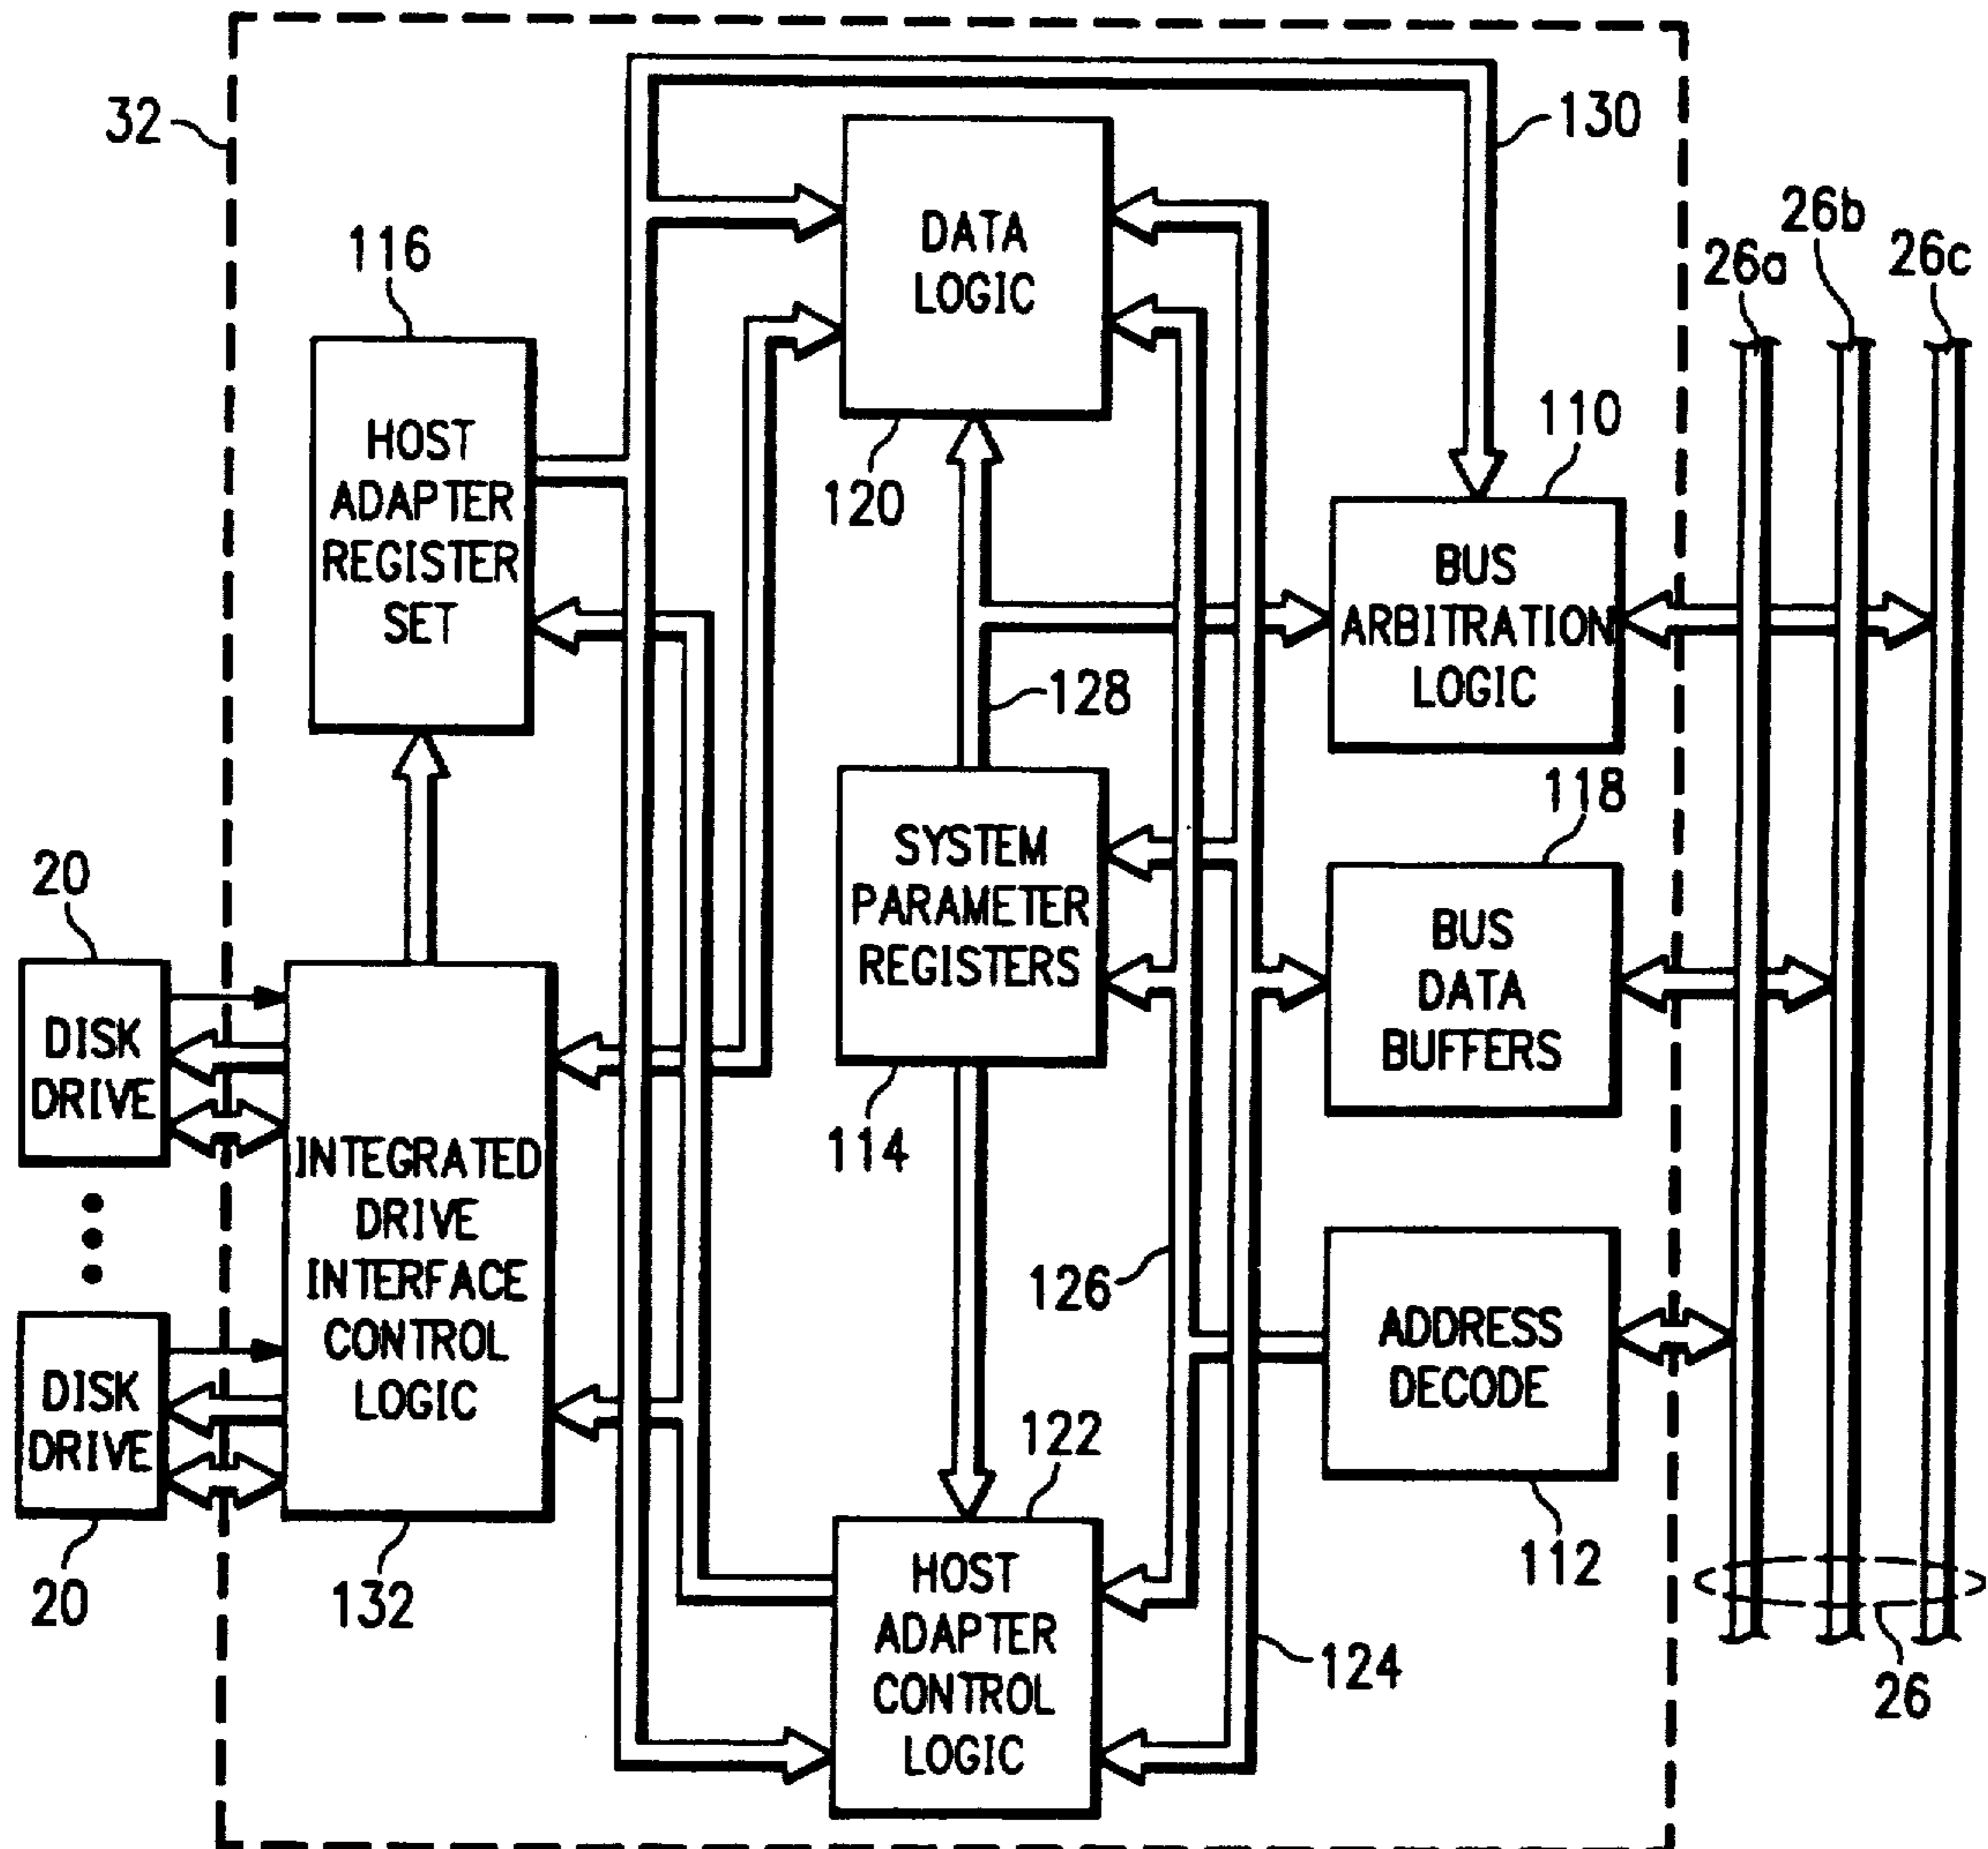 32
130
26b
116
DATA
LOGIC
26a
26c
HOST
ADAPTER
REGISTER
SET
120
110
BUS
ARBITRATION
LOGIC
128
118
20
SYSTEM
PARAMETER
REGISTERS
BUS
DATA
BUFFERS
DISK
DRIVE
114
INTEGRATED
DRIVE
INTERFACE
CONTROL
LOGIC
126
ADDRESS
DECODE
DISK
DRIVE
122
20
132
112
HOST
ADAPTER
CONTROL
LOGIC
124
26